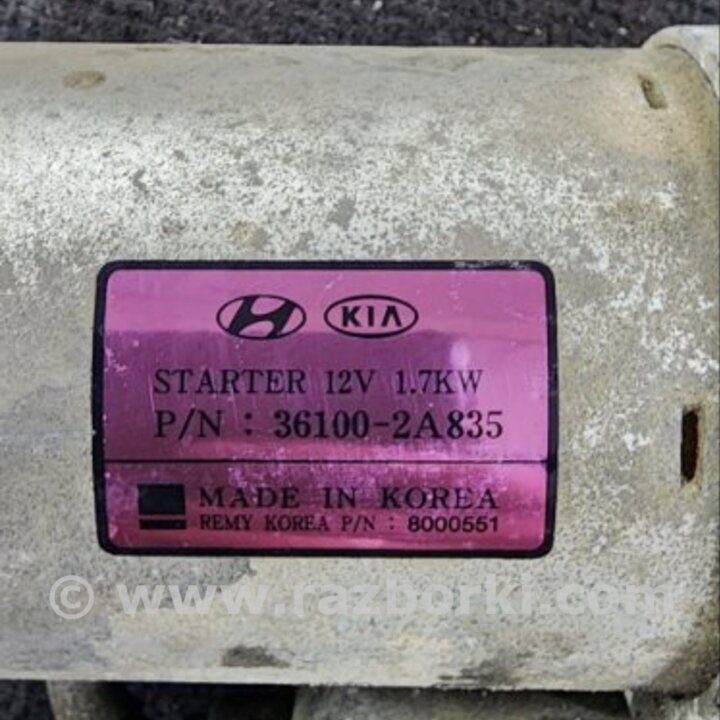 KIA
STARTER 12V 1.7KW
P/N : 36100-2A835
MADE IN KOREA
REMY KOREA P/N : 8000551
© www.razborki.com